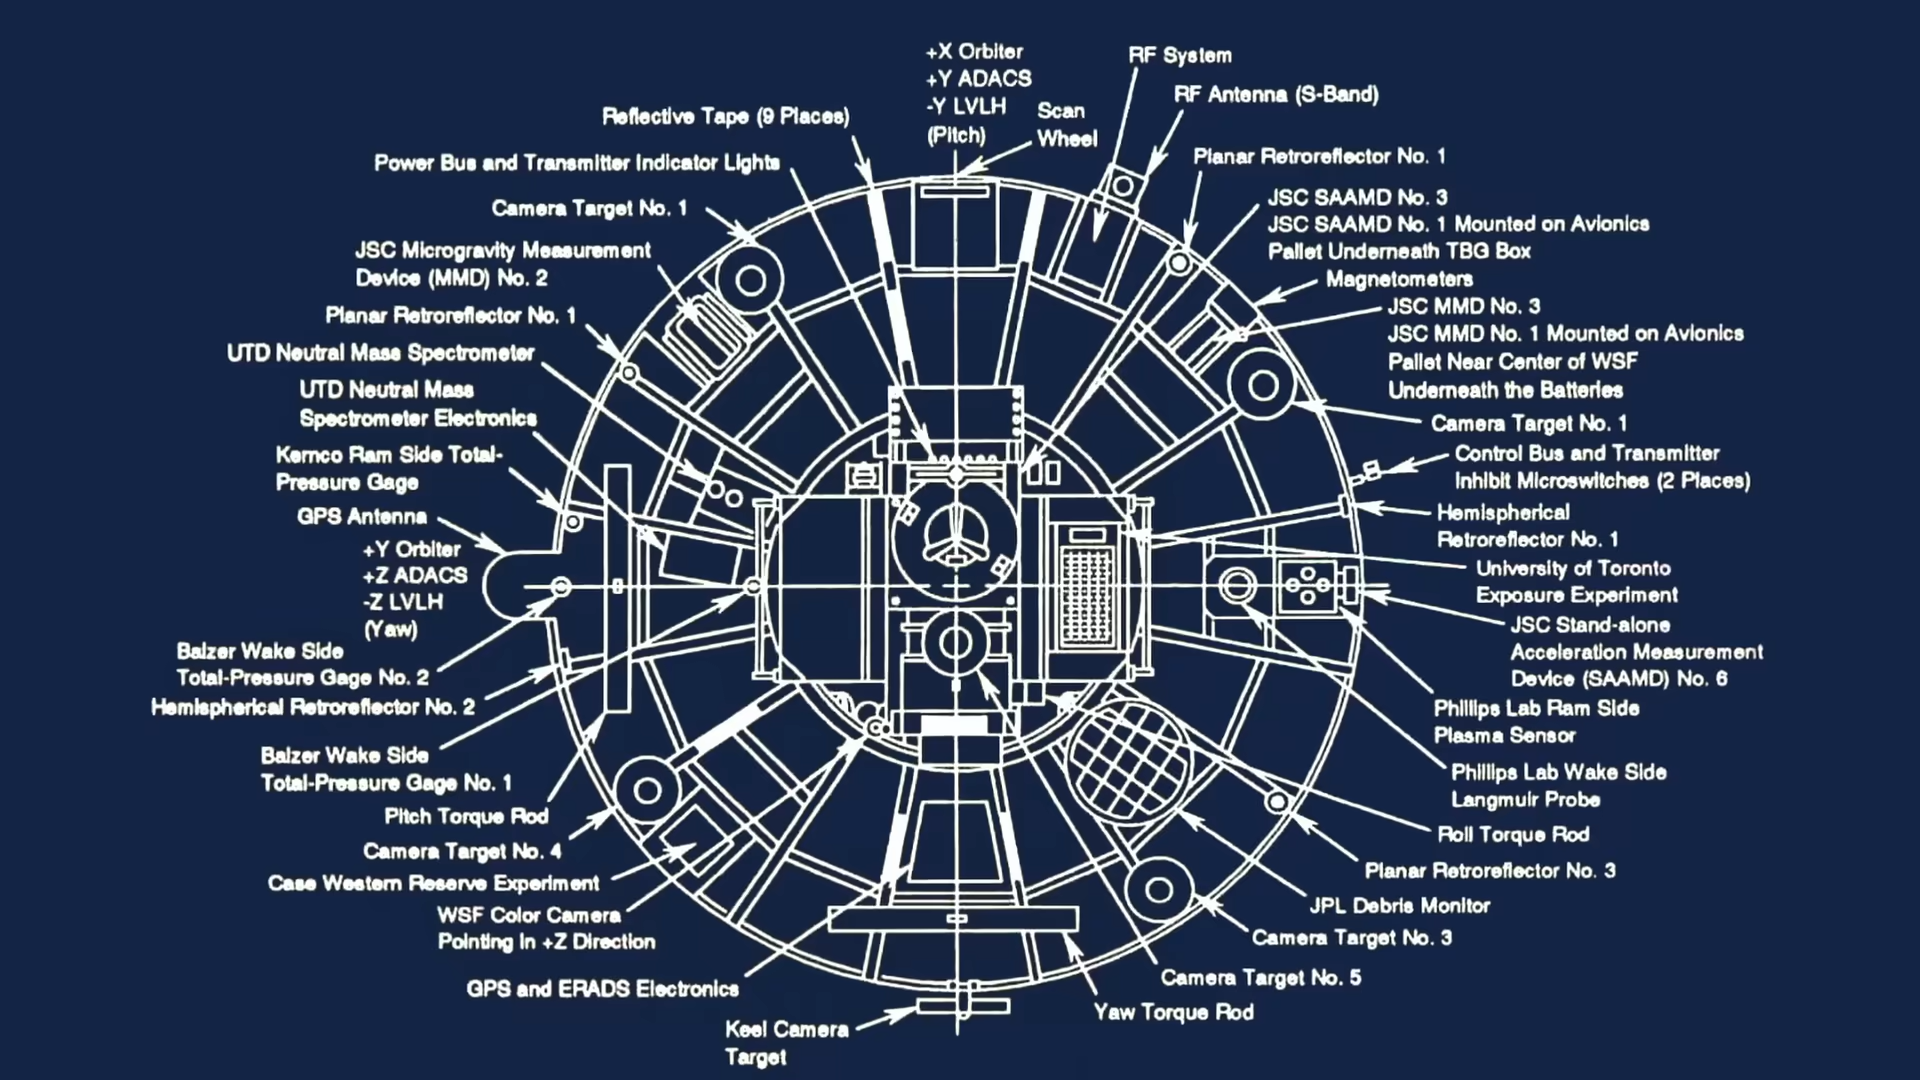 +X Orbiter
+Y ADACS
-Y LVLH
(Pitch)
Scan
Wheel
RF System
RF Antenna (S-Band)
Planar Retroreflector No. 1
JSC SAAMD No. 3
JSC SAAMD No. 1 Mounted on Avionics
Pallet Underneath TBG Box
Magnetometers
JSC MMD No. 3
JSC MMD No. 1 Mounted on Avionics
Pallet Near Center of WSF
Underneath the Batteries
Camera Target No. 1
Control Bus and Transmitter
Inhibit Microswitches (2 Places)
Hemispherical
Retroreflector No. 1
University of Toronto
Exposure Experiment
JSC Stand-alone
Acceleration Measurement
Device (SAAMD) No. 6
Phillips Lab Ram Side
Plasma Sensor
Phillips Lab Wake Side
Langmuir Probe
Roll Torque Rod
Planar Retroreflector No. 3
JPL Debris Monitor
Camera Target No. 3
Camera Target No. 5
Yaw Torque Rod
Reflective Tape (9 Places)
Power Bus and Transmitter Indicator Lights
Camera Target No. 1
JSC Microgravity Measurement
Device (MMD) No. 2
Planar Retroreflector No. 1
UTD Neutral Mass Spectrometer
UTD Neutral Mass
Spectrometer Electronics
Kernco Ram Side Total-
Pressure Gage
GPS Antenna
+Y Orbiter
+Z ADACS
-Z LVLH
(Yaw)
Balzer Wake Side
Total-Pressure Gage No. 2
Hemispherical Retroreflector No. 2
Balzer Wake Side
Total-Pressure Gage No. 1
Pitch Torque Rod
Camera Target No. 4
Case Western Reserve Experiment
WSF Color Camera
Pointing in +Z Direction
GPS and ERADS Electronics
Keel Camera
Target